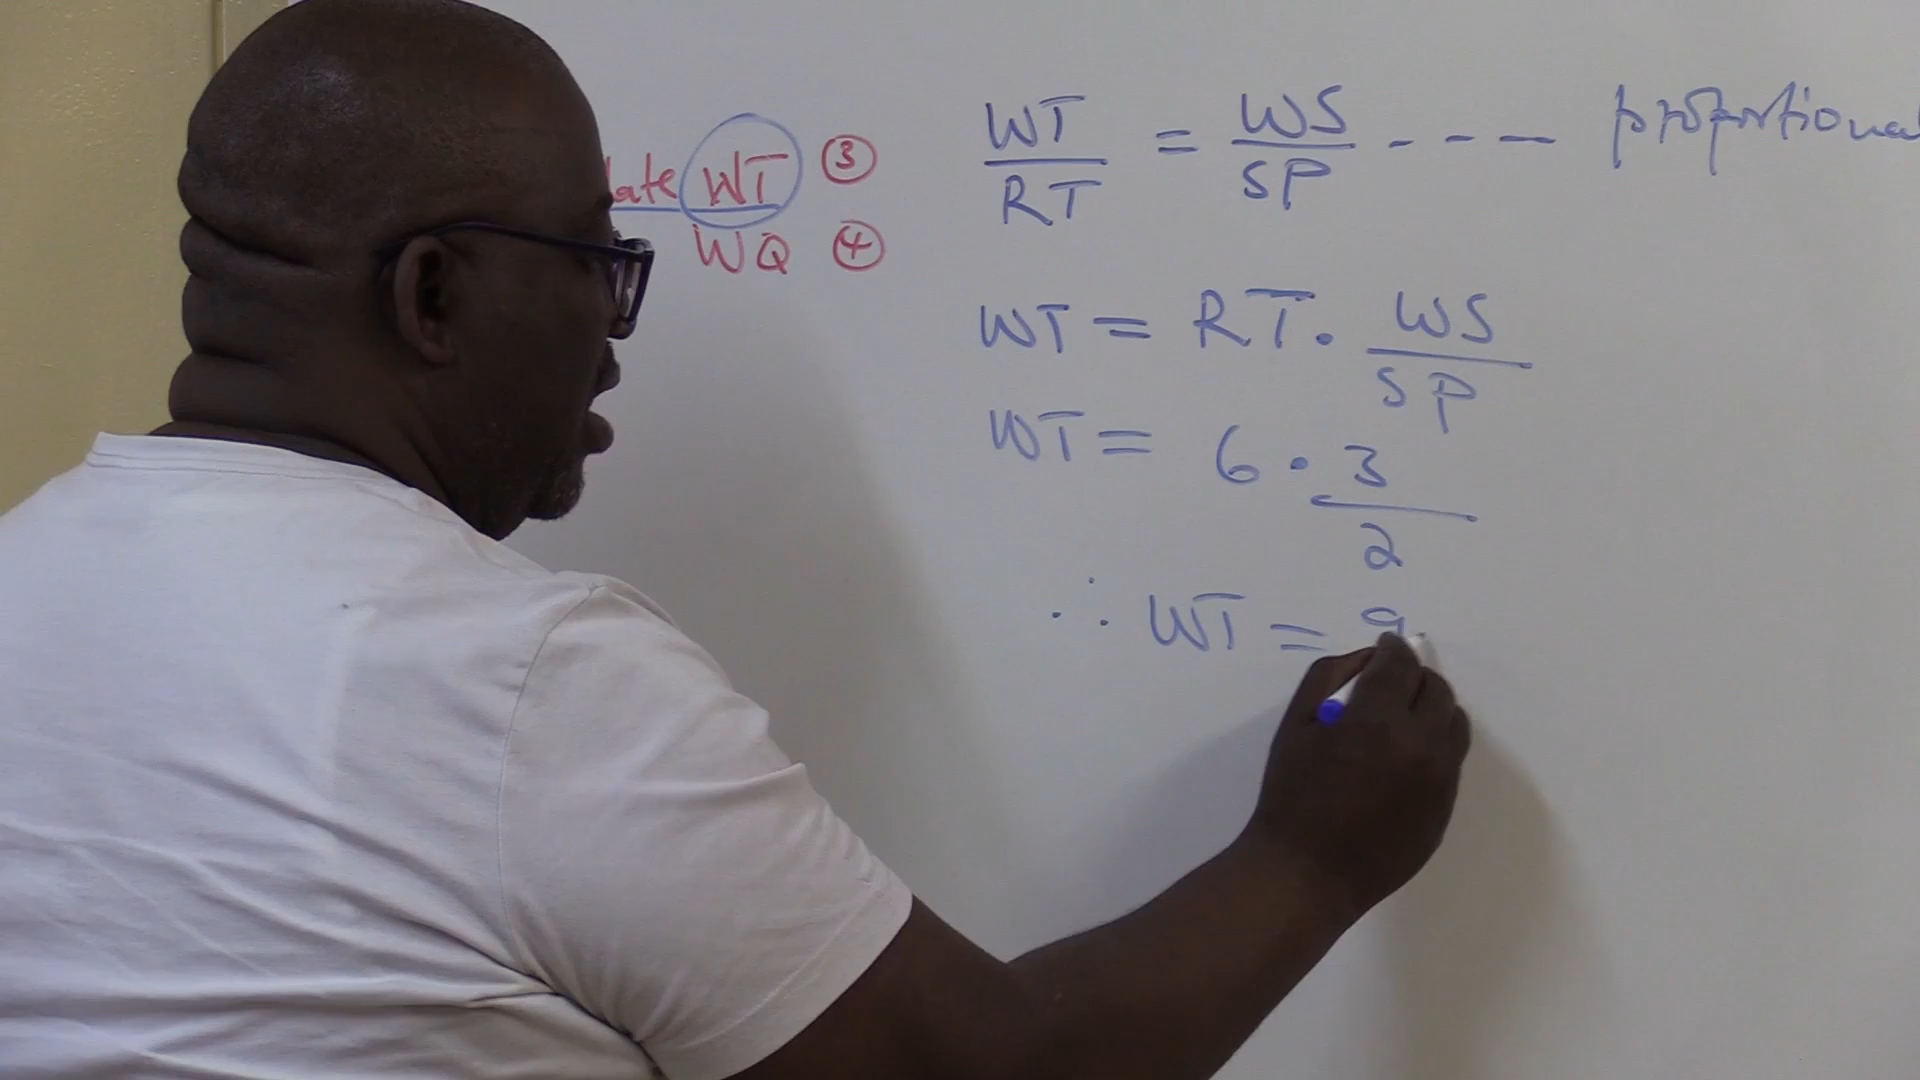 WT ③
WQ ④
WT / RT = WS / SP - - - proportional
WT = RT · WS / SP
WT = 6 · 3 / 2
∴ WT = 9